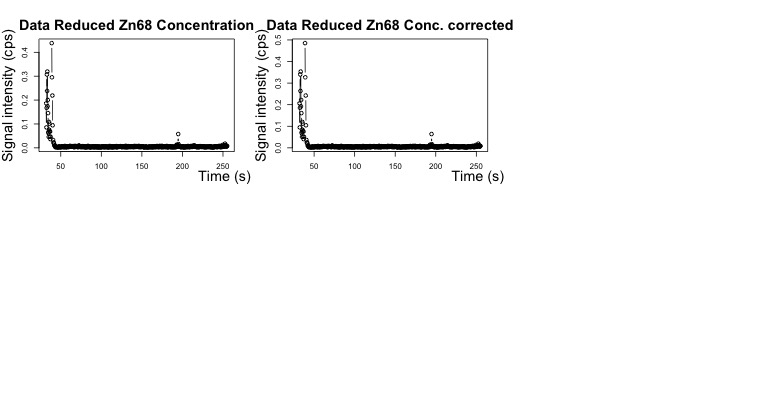 Data Reduced Zn68 Concentration
Signal intensity (cps)
0.0 0.1 0.2 0.3 0.4
50 100 150 200 250
Time (s)
Data Reduced Zn68 Conc. corrected
Signal intensity (cps)
0.0 0.1 0.2 0.3 0.4 0.5
50 100 150 200 250
Time (s)